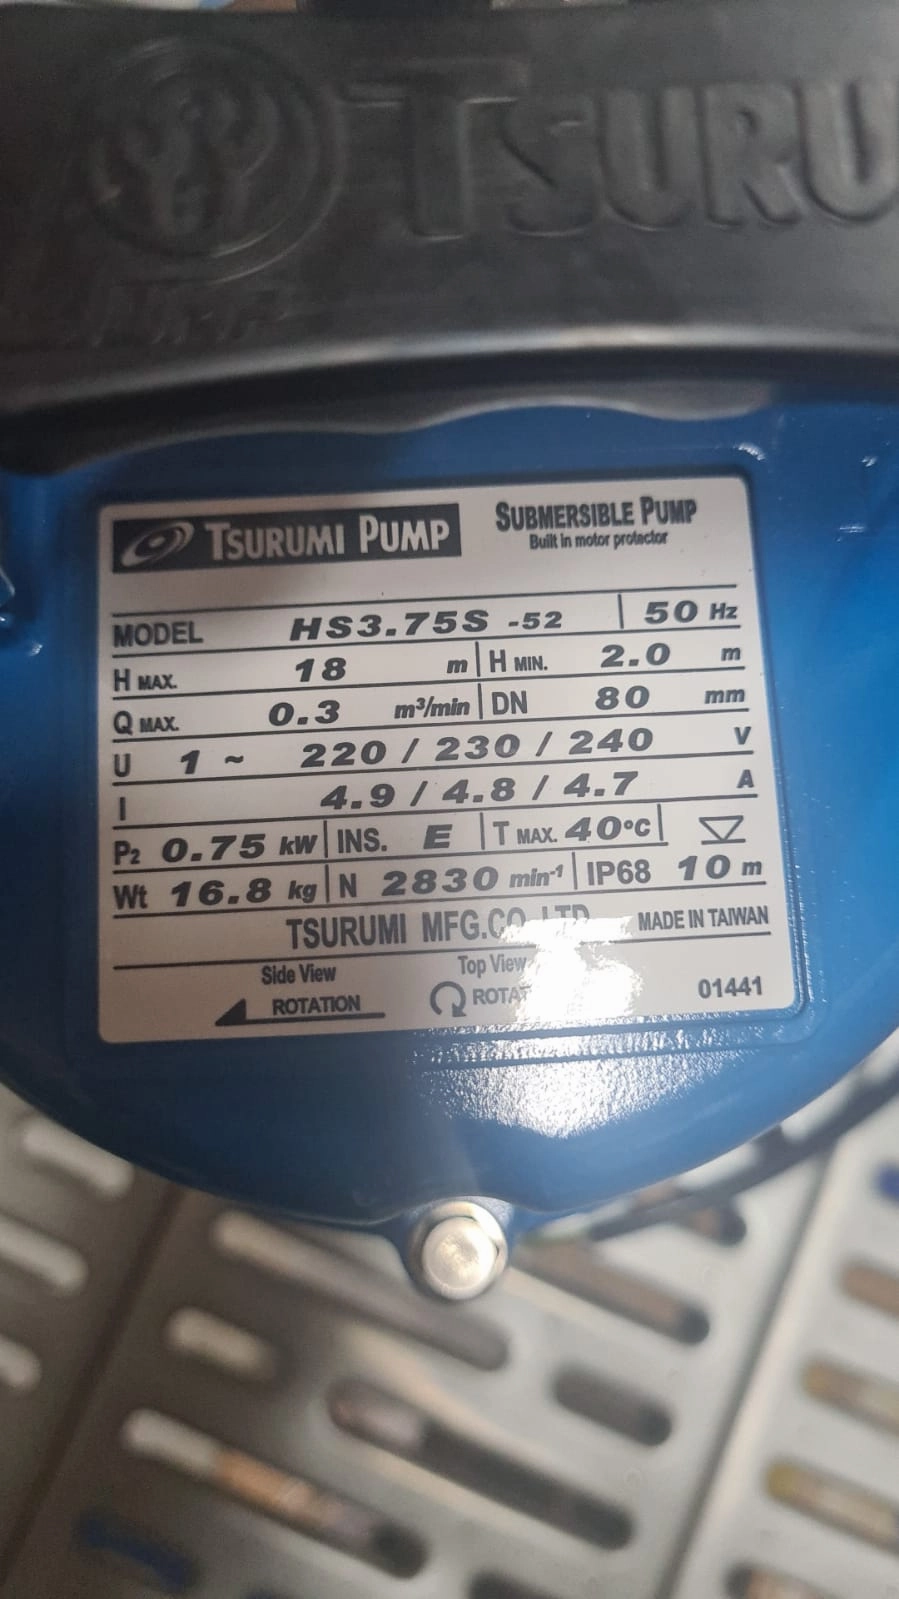 TSURU
TSURUMI PUMP SUBMERSIBLE PUMP
Built in motor protector
MODEL HS3.75S -52 50 Hz
H MAX. 18 m H MIN. 2.0 m
Q MAX. 0.3 m³/min DN 80 mm
U 1 ~ 220 / 230 / 240 V
I 4.9 / 4.8 / 4.7 A
P₂ 0.75 kW INS. E T MAX. 40°C
Wt 16.8 kg N 2830 min⁻¹ IP68 10 m
TSURUMI MFG.CO. LTD. MADE IN TAIWAN
Side View Top View
ROTATION ROTAT 01441